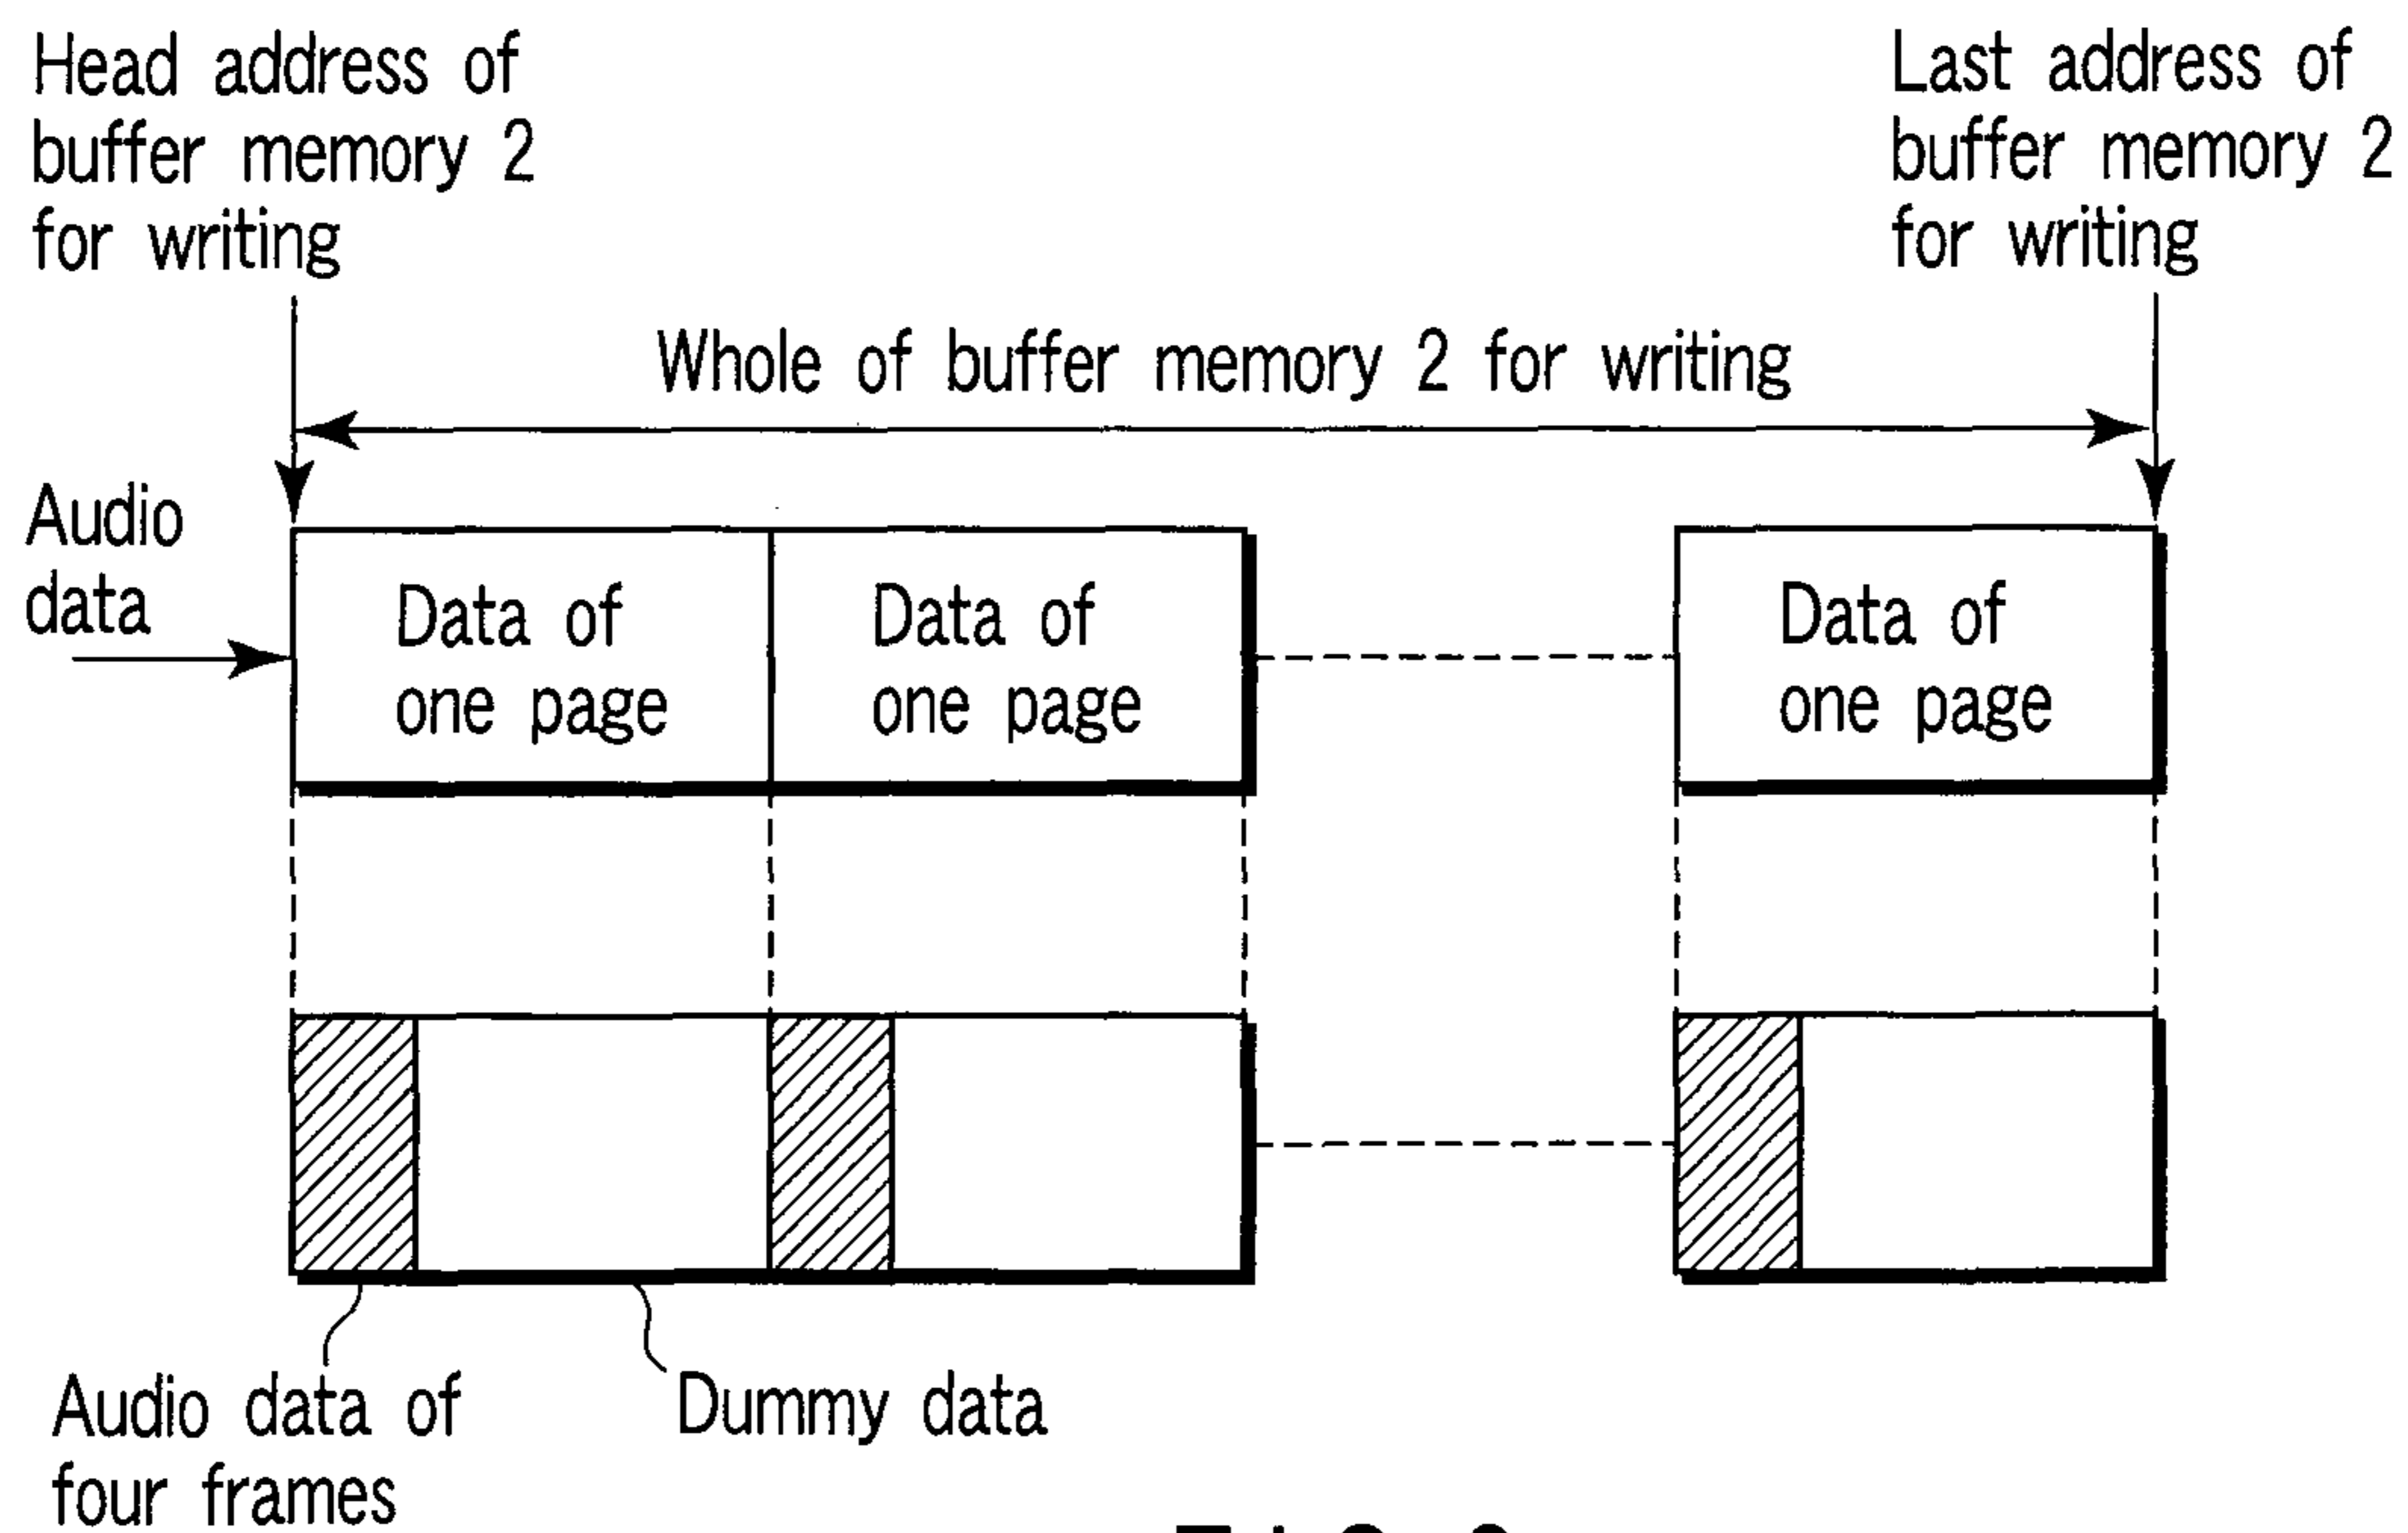 Head address of
buffer memory 2
for writing
Last address of
buffer memory 2
for writing
Whole of buffer memory 2 for writing
Audio
data
Data of
one page
Data of
one page
Data of
one page
Audio data of
four frames
Dummy data